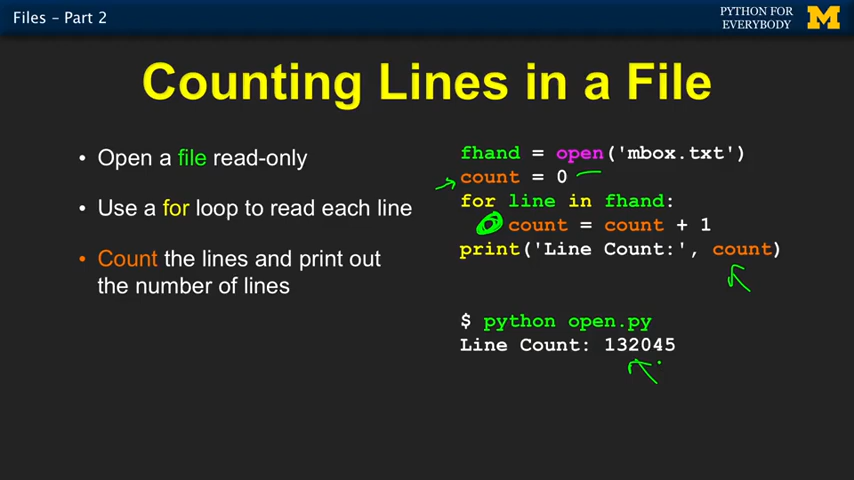 Files – Part 2
PYTHON FOR
EVERYBODY
M
Counting Lines in a File
• Open a file read-only
• Use a for loop to read each line
• Count the lines and print out
the number of lines
fhand = open('mbox.txt')
count = 0
for line in fhand:
    count = count + 1
print('Line Count:', count)
$ python open.py
Line Count: 132045